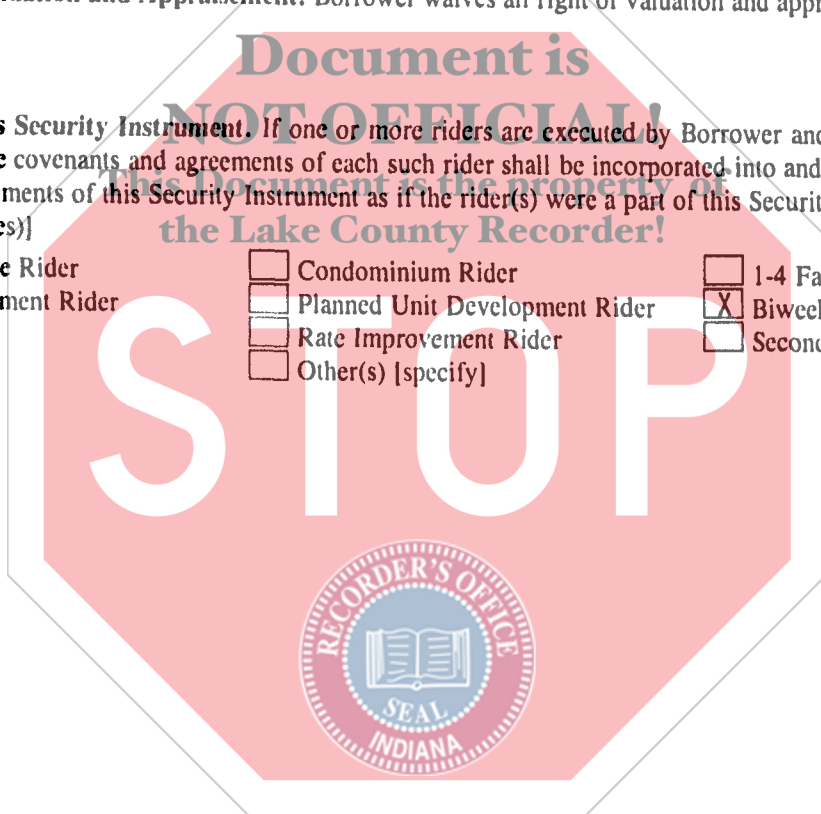 uation and Appraisement. Borrower waives all right of valuation and appr
Document is
NOT OFFICIAL!
s Security Instrument. If one or more riders are executed by Borrower and
e covenants and agreements of each such rider shall be incorporated into and
This Document is the property of
ments of this Security Instrument as if the rider(s) were a part of this Securit
the Lake County Recorder!
es)]
e Rider
Condominium Rider
1-4 Fa
ment Rider
Planned Unit Development Rider
X Biweek
Rate Improvement Rider
Second
Other(s) [specify]
STOP
RECORDER'S OFFICE
SEAL
INDIANA